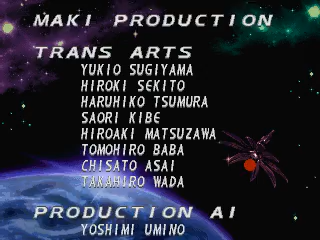 MAKI PRODUCTION
TRANS ARTS
YUKIO SUGIYAMA
HIROKI SEKITO
HARUHIKO TSUMURA
SAORI KIBE
HIROAKI MATSUZAWA
TOMOHIRO BABA
CHISATO ASAI
TAKAHIRO WADA
PRODUCTION AI
YOSHIMI UMINO